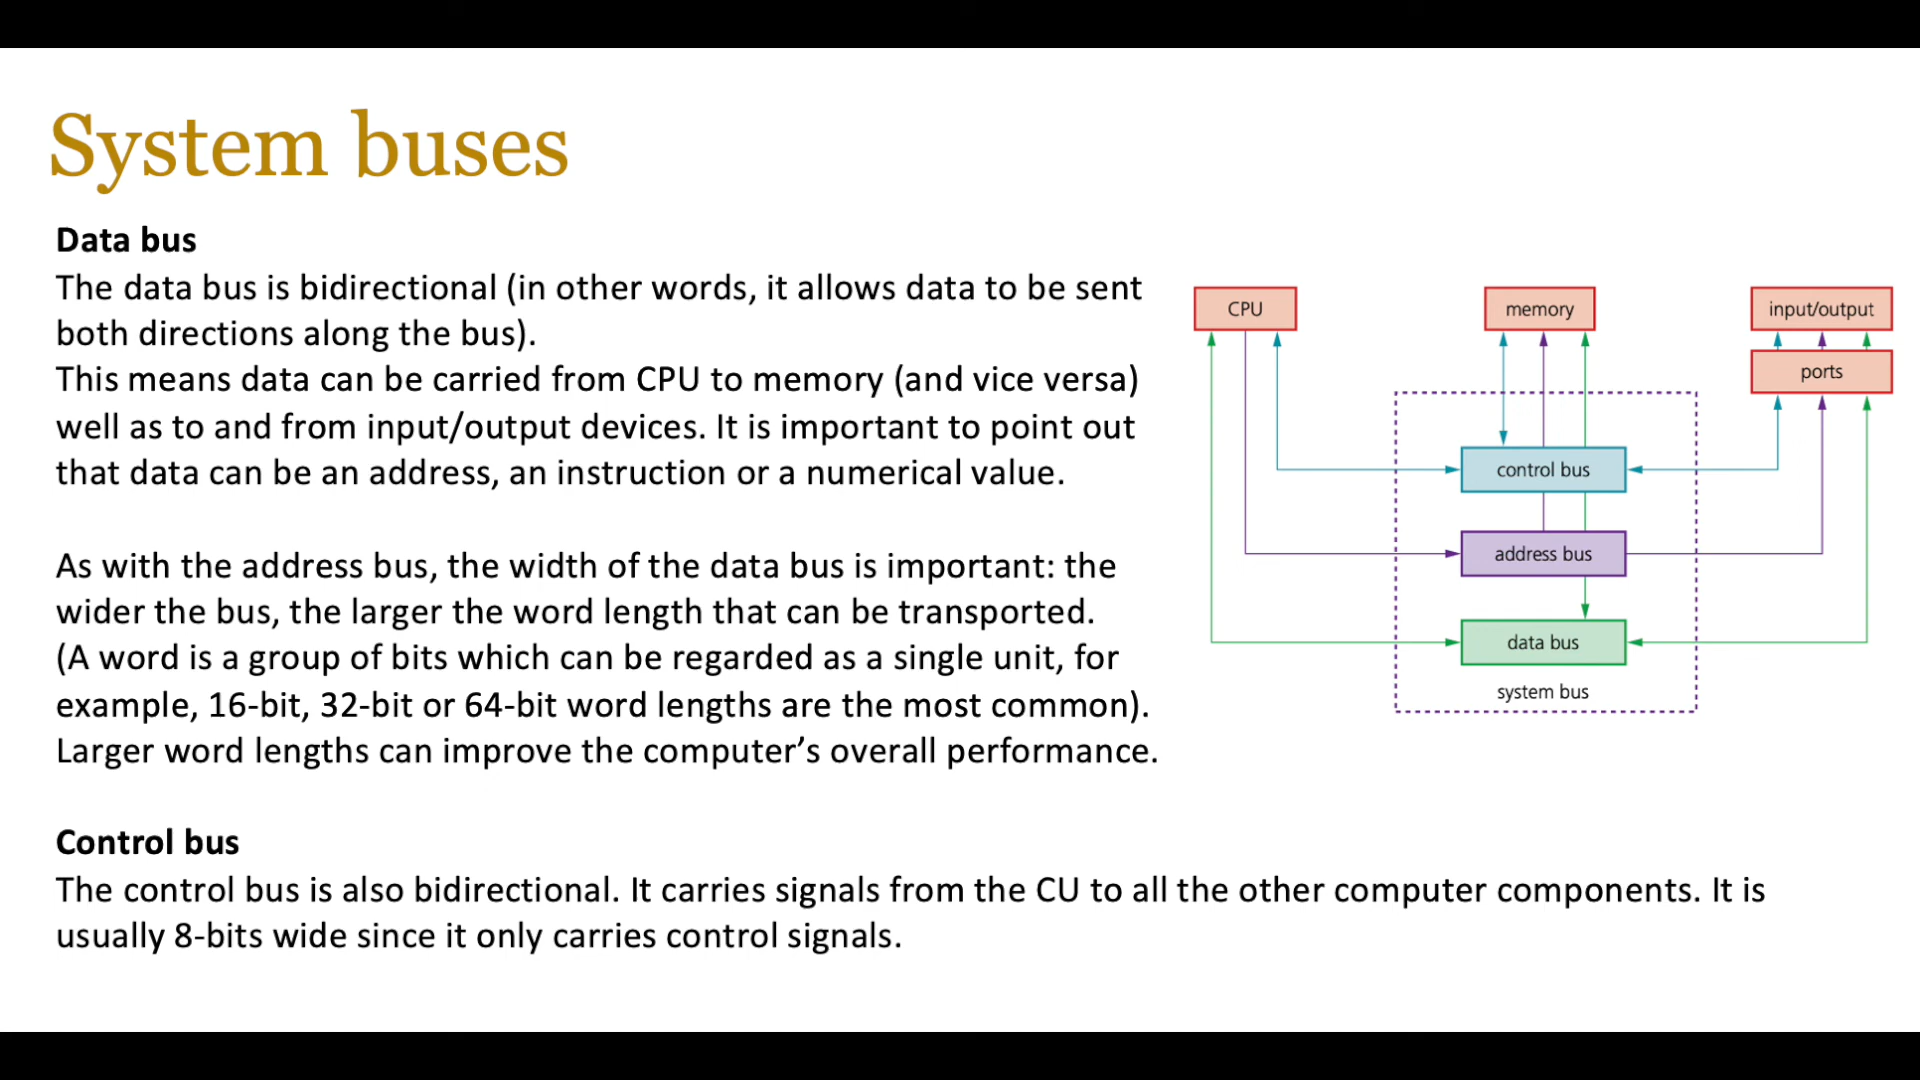 System buses
Data bus
The data bus is bidirectional (in other words, it allows data to be sent
both directions along the bus).
This means data can be carried from CPU to memory (and vice versa)
well as to and from input/output devices. It is important to point out
that data can be an address, an instruction or a numerical value.
As with the address bus, the width of the data bus is important: the
wider the bus, the larger the word length that can be transported.
(A word is a group of bits which can be regarded as a single unit, for
example, 16-bit, 32-bit or 64-bit word lengths are the most common).
Larger word lengths can improve the computer’s overall performance.
Control bus
The control bus is also bidirectional. It carries signals from the CU to all the other computer components. It is
usually 8-bits wide since it only carries control signals.
CPU
memory
input/output
ports
control bus
address bus
data bus
system bus